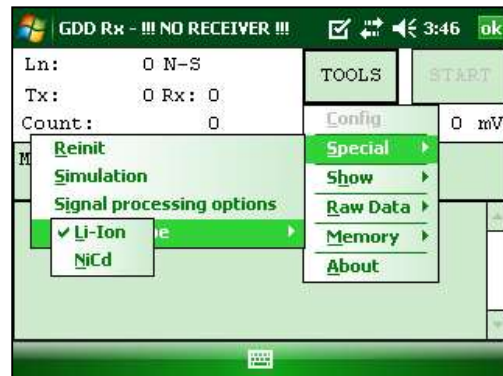 GDD Rx - !!! NO RECEIVER !!! 3:46 ok
Ln: 0 N-S
TOOLS START
Tx: 0 Rx: 0
Count: 0
Config 0 mV
M
Reinit
Special
Simulation
Show
Signal processing options
Raw Data
Li-Ion
Memory
NiCd
About